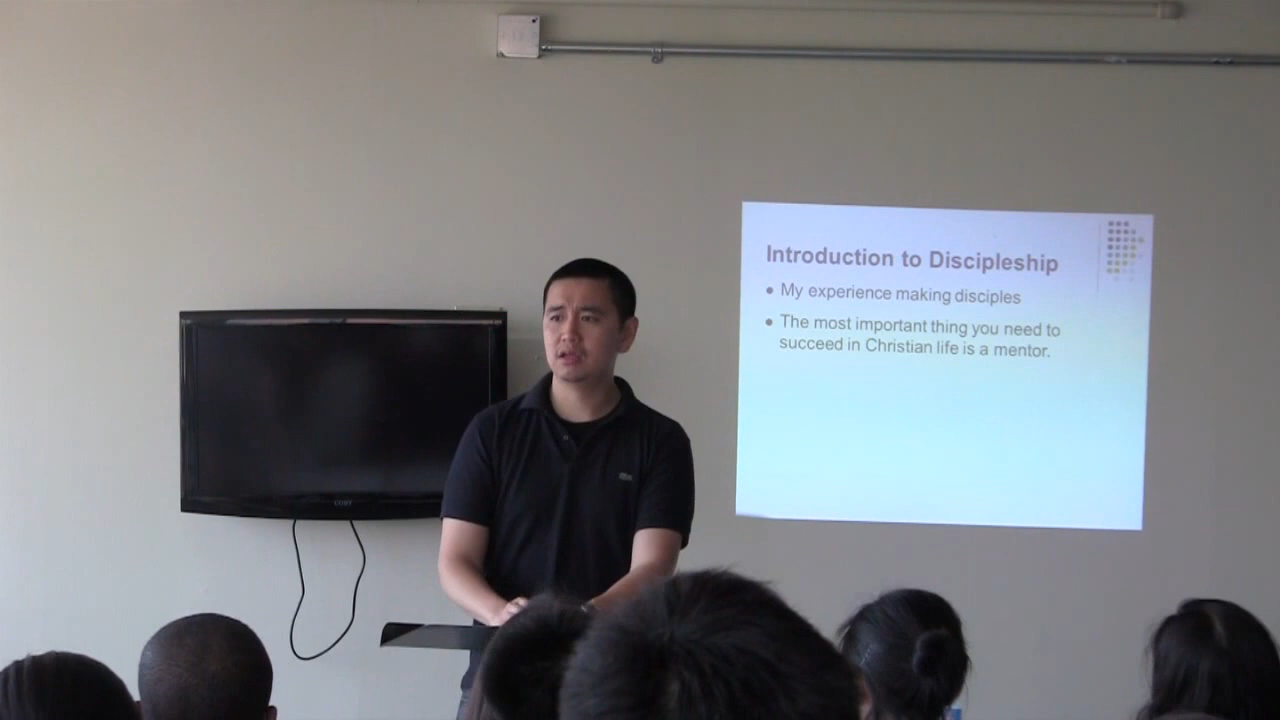 Introduction to Discipleship
● My experience making disciples
● The most important thing you need to
succeed in Christian life is a mentor.
COBY